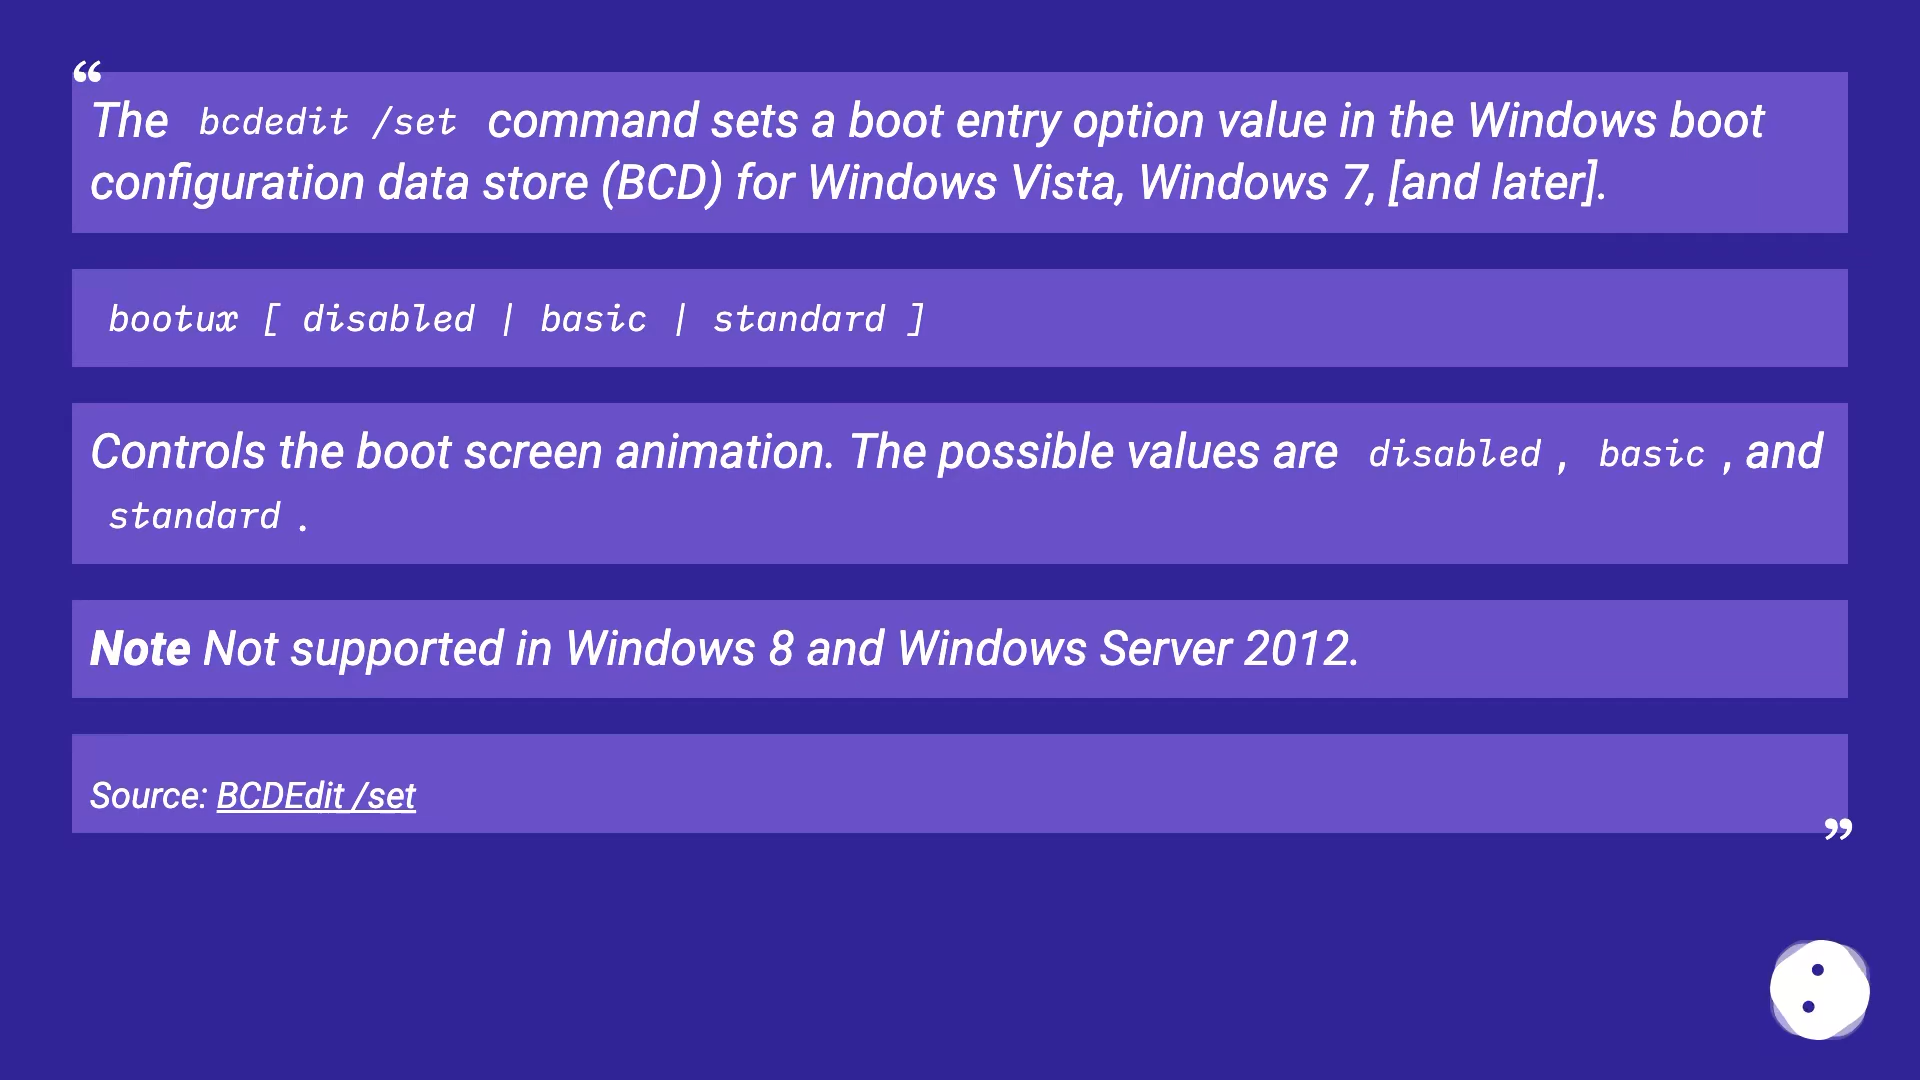 “
The bcdedit /set command sets a boot entry option value in the Windows boot
configuration data store (BCD) for Windows Vista, Windows 7, [and later].
bootux [ disabled | basic | standard ]
Controls the boot screen animation. The possible values are disabled , basic , and
standard .
Note Not supported in Windows 8 and Windows Server 2012.
Source: BCDEdit /set
”